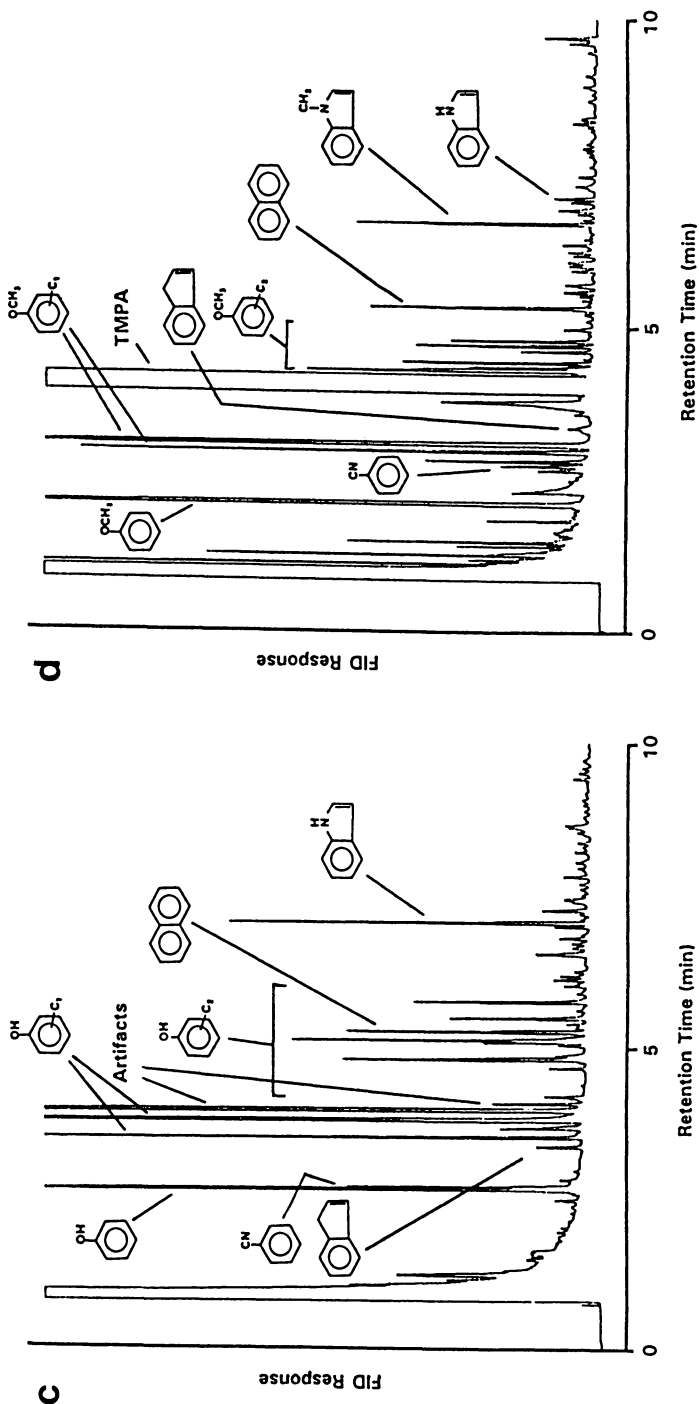 c
FID Response
OH
CN
OH
C₁
Artifacts
OH
C₂
H
N
0
5
10
Retention Time (min)
d
FID Response
OCH₃
OCH₃
C₁
TMPA
CN
OCH₃
C₂
CH₃
N
H
N
0
5
10
Retention Time (min)